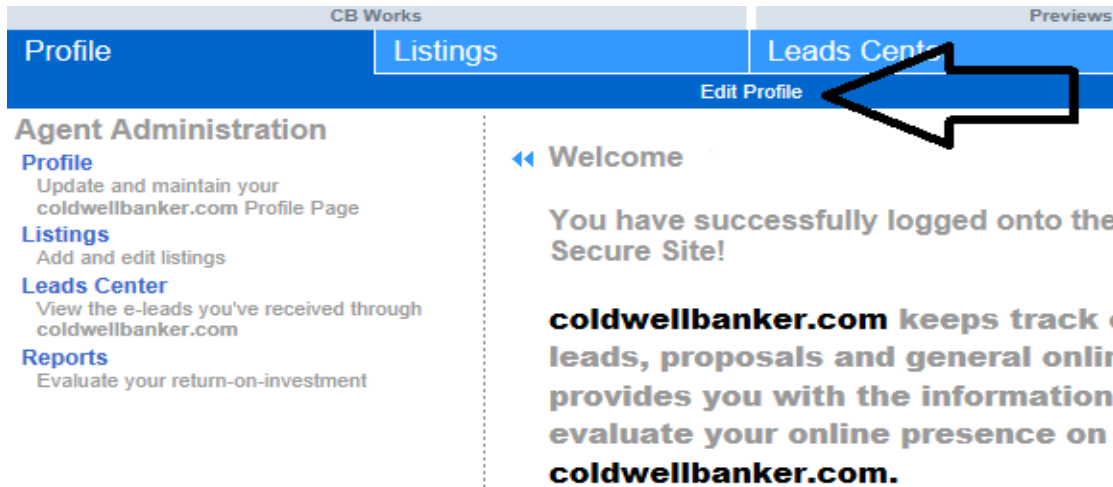 CB Works
Previews
Profile
Listings
Leads Center
Edit Profile
Agent Administration
Profile
Update and maintain your
coldwellbanker.com Profile Page
Listings
Add and edit listings
Leads Center
View the e-leads you've received through
coldwellbanker.com
Reports
Evaluate your return-on-investment
Welcome
You have successfully logged onto the
Secure Site!
coldwellbanker.com keeps track
leads, proposals and general
provides you with the information
evaluate your online presence on
coldwellbanker.com.